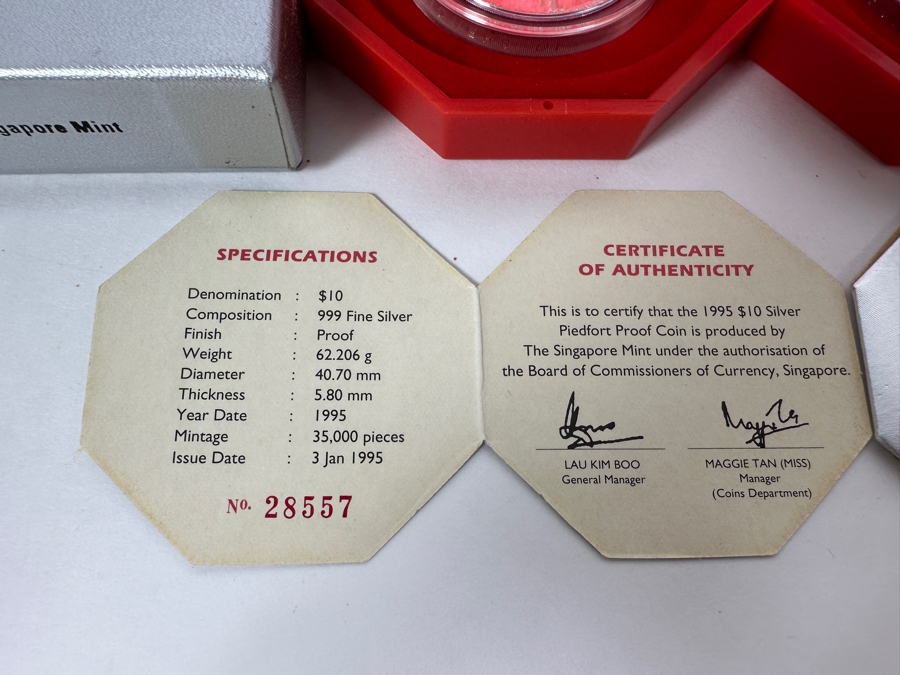 gapore Mint
SPECIFICATIONS
Denomination : $10
Composition : 999 Fine Silver
Finish : Proof
Weight : 62.206 g
Diameter : 40.70 mm
Thickness : 5.80 mm
Year Date : 1995
Mintage : 35,000 pieces
Issue Date : 3 Jan 1995
No. 28557
CERTIFICATE
OF AUTHENTICITY
This is to certify that the 1995 $10 Silver
Piedfort Proof Coin is produced by
The Singapore Mint under the authorisation of
the Board of Commissioners of Currency, Singapore.
LAU KIM BOO
General Manager
MAGGIE TAN (MISS)
Manager
(Coins Department)